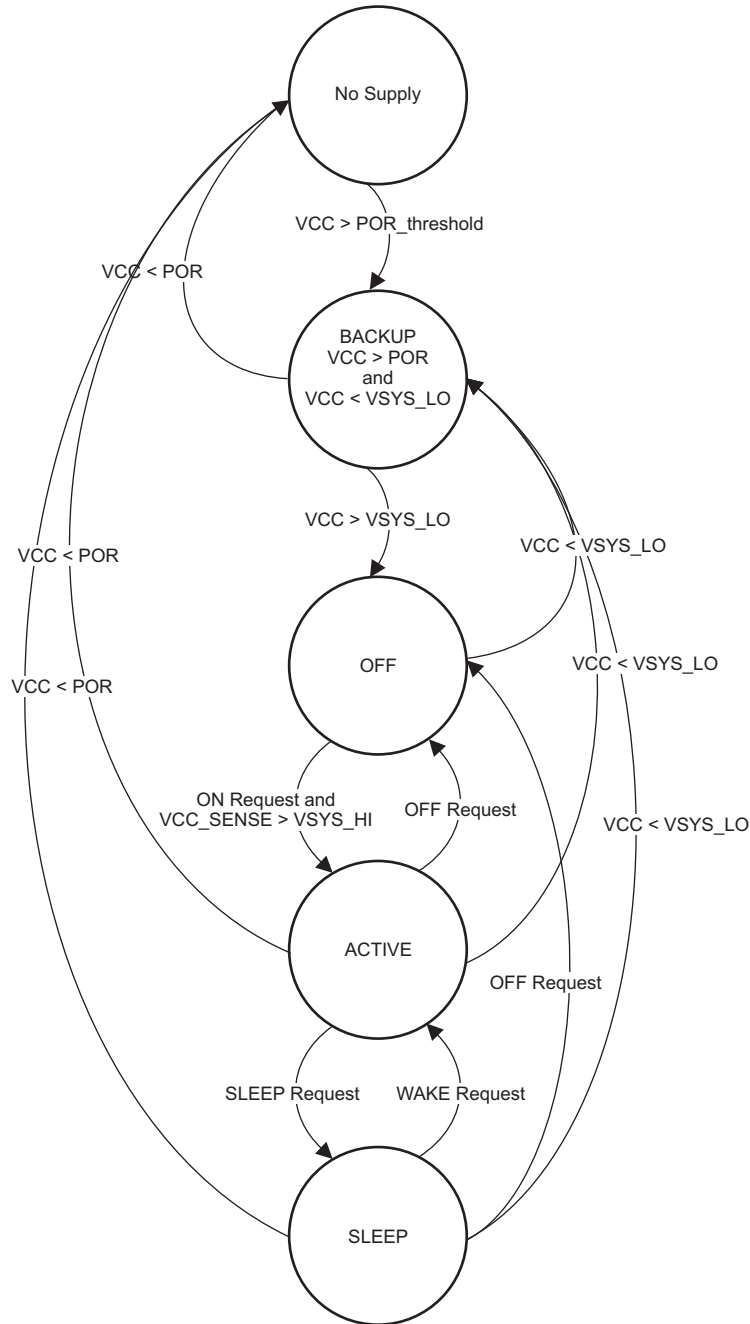 No Supply
VCC > POR_threshold
VCC < POR
BACKUP
VCC > POR
and
VCC < VSYS_LO
VCC > VSYS_LO
VCC < VSYS_LO
VCC < POR
OFF
VCC < VSYS_LO
VCC < POR
ON Request and
VCC_SENSE > VSYS_HI
OFF Request
VCC < VSYS_LO
ACTIVE
OFF Request
SLEEP Request
WAKE Request
SLEEP